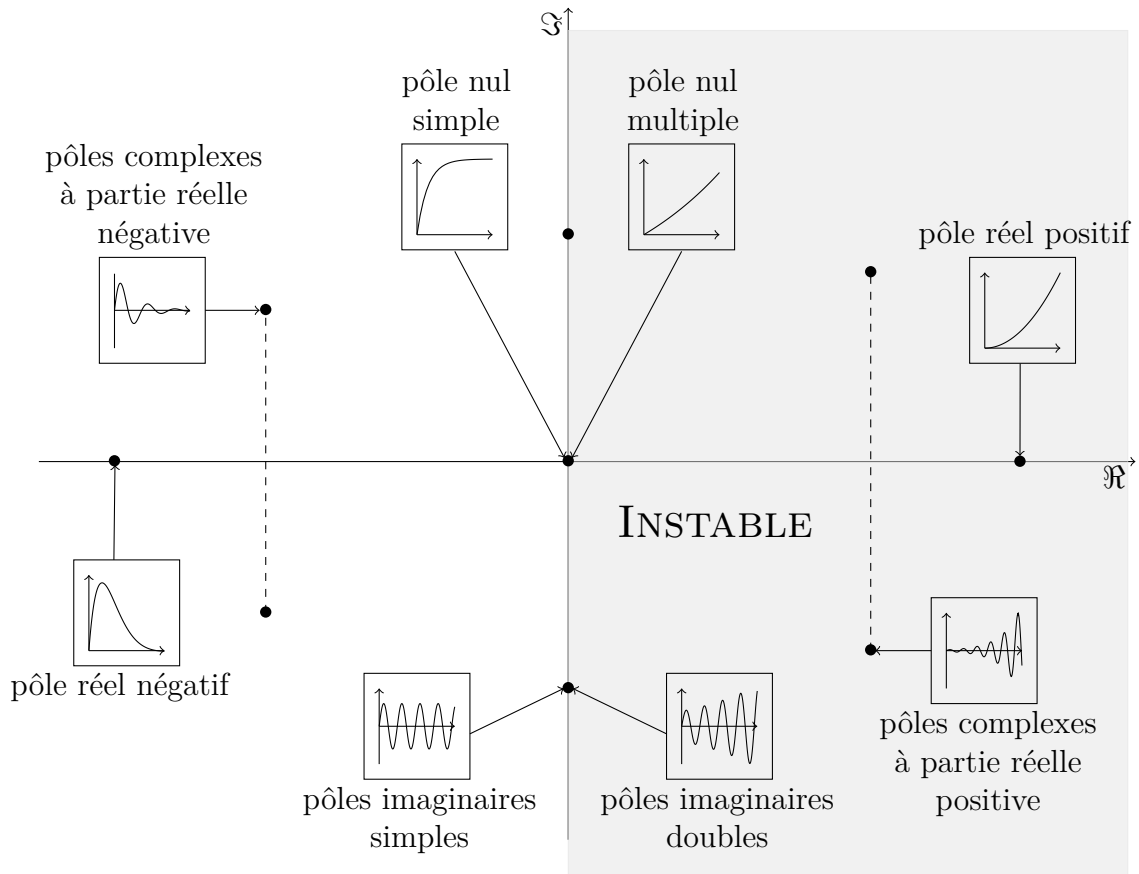 ℑ
pôle nul
simple
pôle nul
multiple
pôles complexes
à partie réelle
négative
pôle réel positif
ℜ
INSTABLE
pôle réel négatif
pôles imaginaires
simples
pôles imaginaires
doubles
pôles complexes
à partie réelle
positive